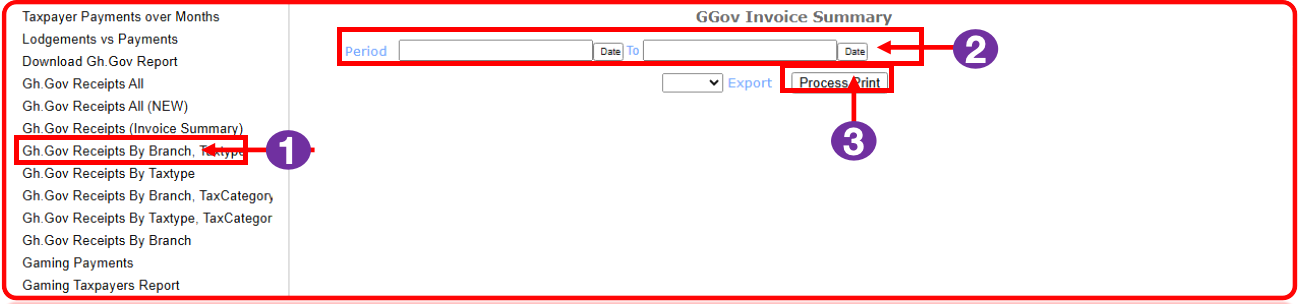 Taxpayer Payments over Months
Lodgements vs Payments
Download Gh.Gov Report
Gh.Gov Receipts All
Gh.Gov Receipts All (NEW)
Gh.Gov Receipts (Invoice Summary)
Gh.Gov Receipts By Branch, Taxtype
Gh.Gov Receipts By Taxtype
Gh.Gov Receipts By Branch, TaxCategory
Gh.Gov Receipts By Taxtype, TaxCategor
Gh.Gov Receipts By Branch
Gaming Payments
Gaming Taxpayers Report
1
GGov Invoice Summary
Period Date To Date
2
Export Process Print
3